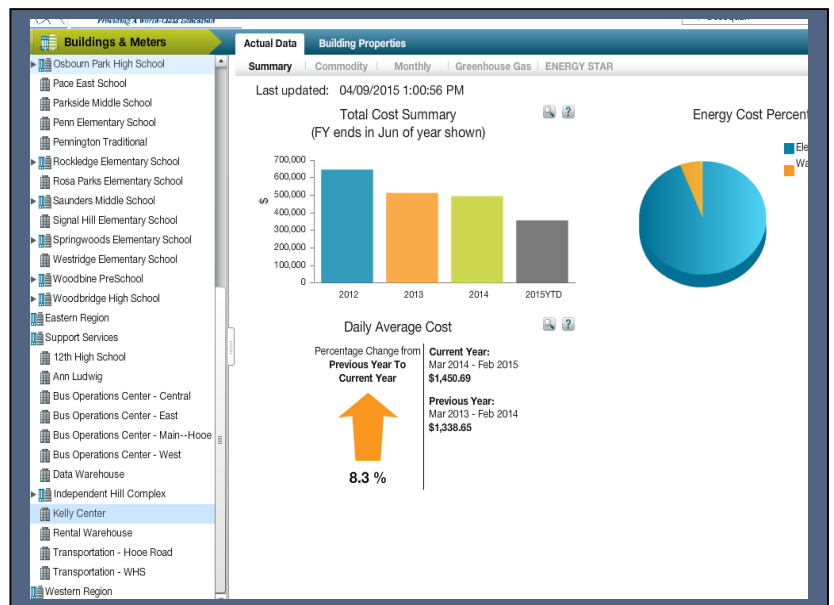 Providing A World-Class Education
Buildings & Meters
Osbourn Park High School
Pace East School
Parkside Middle School
Penn Elementary School
Pennington Traditional
Rockledge Elementary School
Rosa Parks Elementary School
Saunders Middle School
Signal Hill Elementary School
Springwoods Elementary School
Westridge Elementary School
Woodbine PreSchool
Woodbridge High School
Eastern Region
Support Services
12th High School
Ann Ludwig
Bus Operations Center - Central
Bus Operations Center - East
Bus Operations Center - Main--Hooe
Bus Operations Center - West
Data Warehouse
Independent Hill Complex
Kelly Center
Rental Warehouse
Transportation - Hooe Road
Transportation - WHS
Western Region
Actual Data Building Properties
Summary | Commodity | Monthly | Greenhouse Gas | ENERGY STAR
Last updated: 04/09/2015 1:00:56 PM
Total Cost Summary
(FY ends in Jun of year shown)
$
700,000
600,000
500,000
400,000
300,000
200,000
100,000
0
2012 2013 2014 2015YTD
Energy Cost Percent
Ele
Wa
Daily Average Cost
Percentage Change from
Previous Year To
Current Year
8.3 %
Current Year:
Mar 2014 - Feb 2015
$1,450.69
Previous Year:
Mar 2013 - Feb 2014
$1,338.65